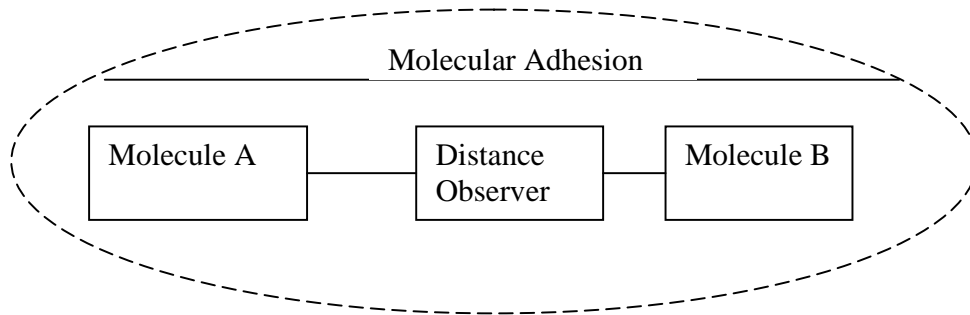 Molecular Adhesion
Molecule A
Distance
Observer
Molecule B